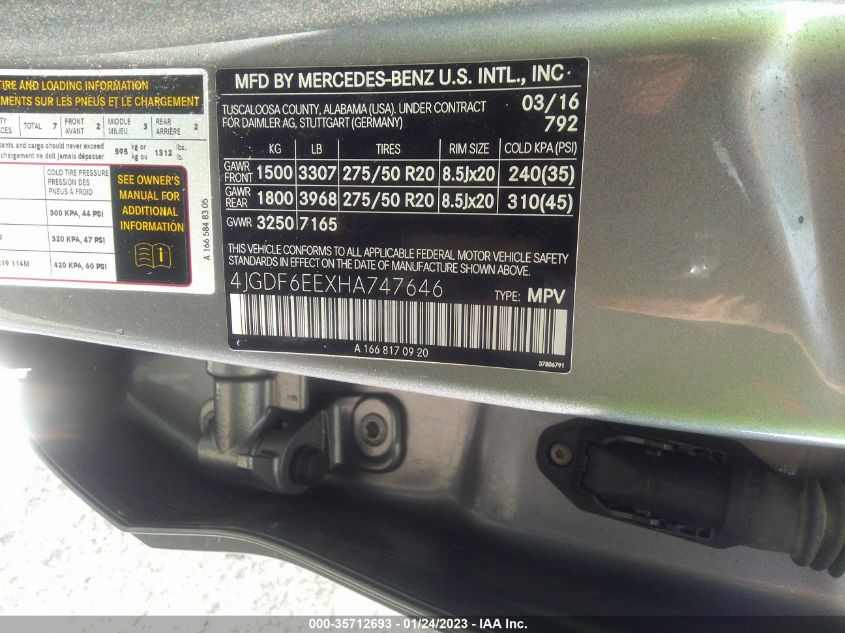 TIRE AND LOADING INFORMATION
EMENTS SUR LES PNEUS ET LE CHARGEMENT
TOTAL 7 FRONT AVANT 2 MIDDLE MILIEU 3 REAR ARRIÈRE 2
pants and cargo should never exceed 595 kg or kg ou 1312 lbs. lb.
chargement ne doit jamais dépasser
COLD TIRE PRESSURE
PRESSION DES
PNEUS À FROID
300 KPA, 44 PSI
320 KPA, 47 PSI
119 114M 420 KPA, 60 PSI
SEE OWNER'S
MANUAL FOR
ADDITIONAL
INFORMATION
A 166 584 83 05
MFD BY MERCEDES-BENZ U.S. INTL., INC
TUSCALOOSA COUNTY, ALABAMA (USA). UNDER CONTRACT 03/16
FOR DAIMLER AG, STUTTGART (GERMANY) 792
KG LB TIRES RIM SIZE COLD KPA (PSI)
GAWR FRONT 1500 3307 275/50 R20 8.5Jx20 240(35)
GAWR REAR 1800 3968 275/50 R20 8.5Jx20 310(45)
GVWR 3250 7165
THIS VEHICLE CONFORMS TO ALL APPLICABLE FEDERAL MOTOR VEHICLE SAFETY
STANDARDS IN EFFECT ON THE DATE OF MANUFACTURE SHOWN ABOVE.
4JGDF6EEXHA747646 TYPE: MPV
A 166 817 09 20
37806791
000-35712693 - 01/24/2023 - IAA Inc.